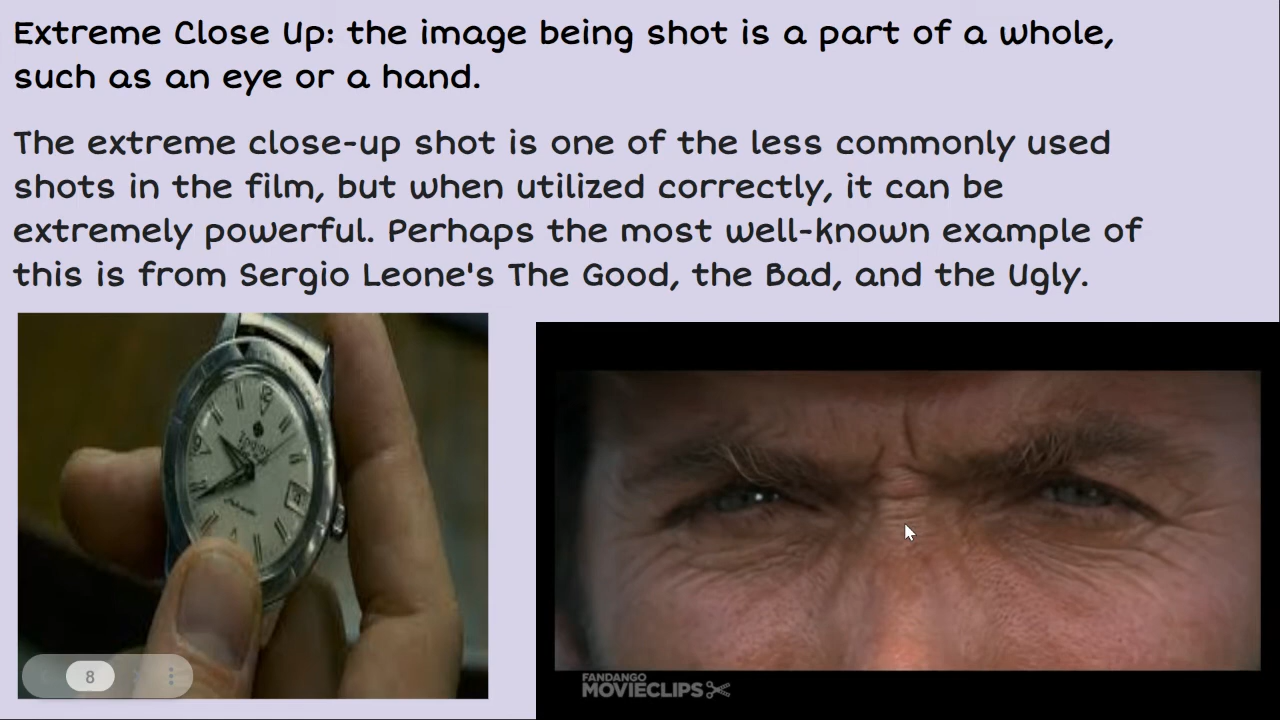 Extreme Close Up: the image being shot is a part of a whole,
such as an eye or a hand.
The extreme close-up shot is one of the less commonly used
shots in the film, but when utilized correctly, it can be
extremely powerful. Perhaps the most well-known example of
this is from Sergio Leone's The Good, the Bad, and the Ugly.
12
9
8
FANDANGO
MOVIECLIPS